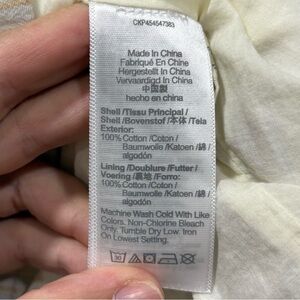 CKP454547383
Made In China
Fabriqué En Chine
Hergestellt In China
Vervaardigd In China
中国製
hecho en china
Shell /Tissu Principal /
Shell /Bovenstof /本体 /Tela
Exterior:
100% Cotton /Coton /
Baumwolle /Katoen /綿 /
algodón
Lining /Doublure /Futter /
Voering /裏地 /Forro:
100% Cotton /Coton /
Baumwolle /Katoen /綿 /
algodón
Machine Wash Cold With Like
Colors. Non-Chlorine Bleach
Only. Tumble Dry Low. Iron
On Lowest Setting.
30